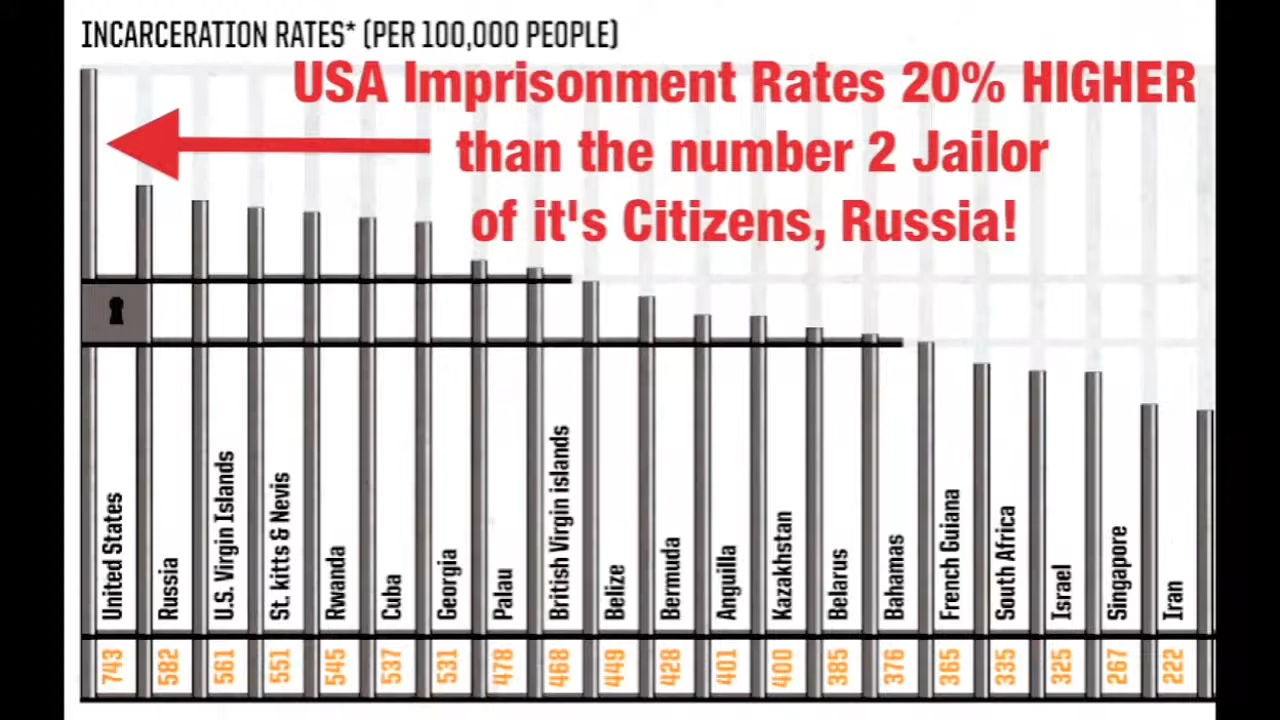 INCARCERATION RATES* (PER 100,000 PEOPLE)
USA Imprisonment Rates 20% HIGHER
than the number 2 Jailor
of it's Citizens, Russia!
United States
Russia
U.S. Virgin Islands
St. kitts & Nevis
Rwanda
Cuba
Georgia
Palau
British Virgin islands
Belize
Bermuda
Anguilla
Kazakhstan
Belarus
Bahamas
French Guiana
South Africa
Israel
Singapore
Iran
743
582
561
551
545
537
531
478
468
449
428
401
400
385
376
365
335
325
267
222